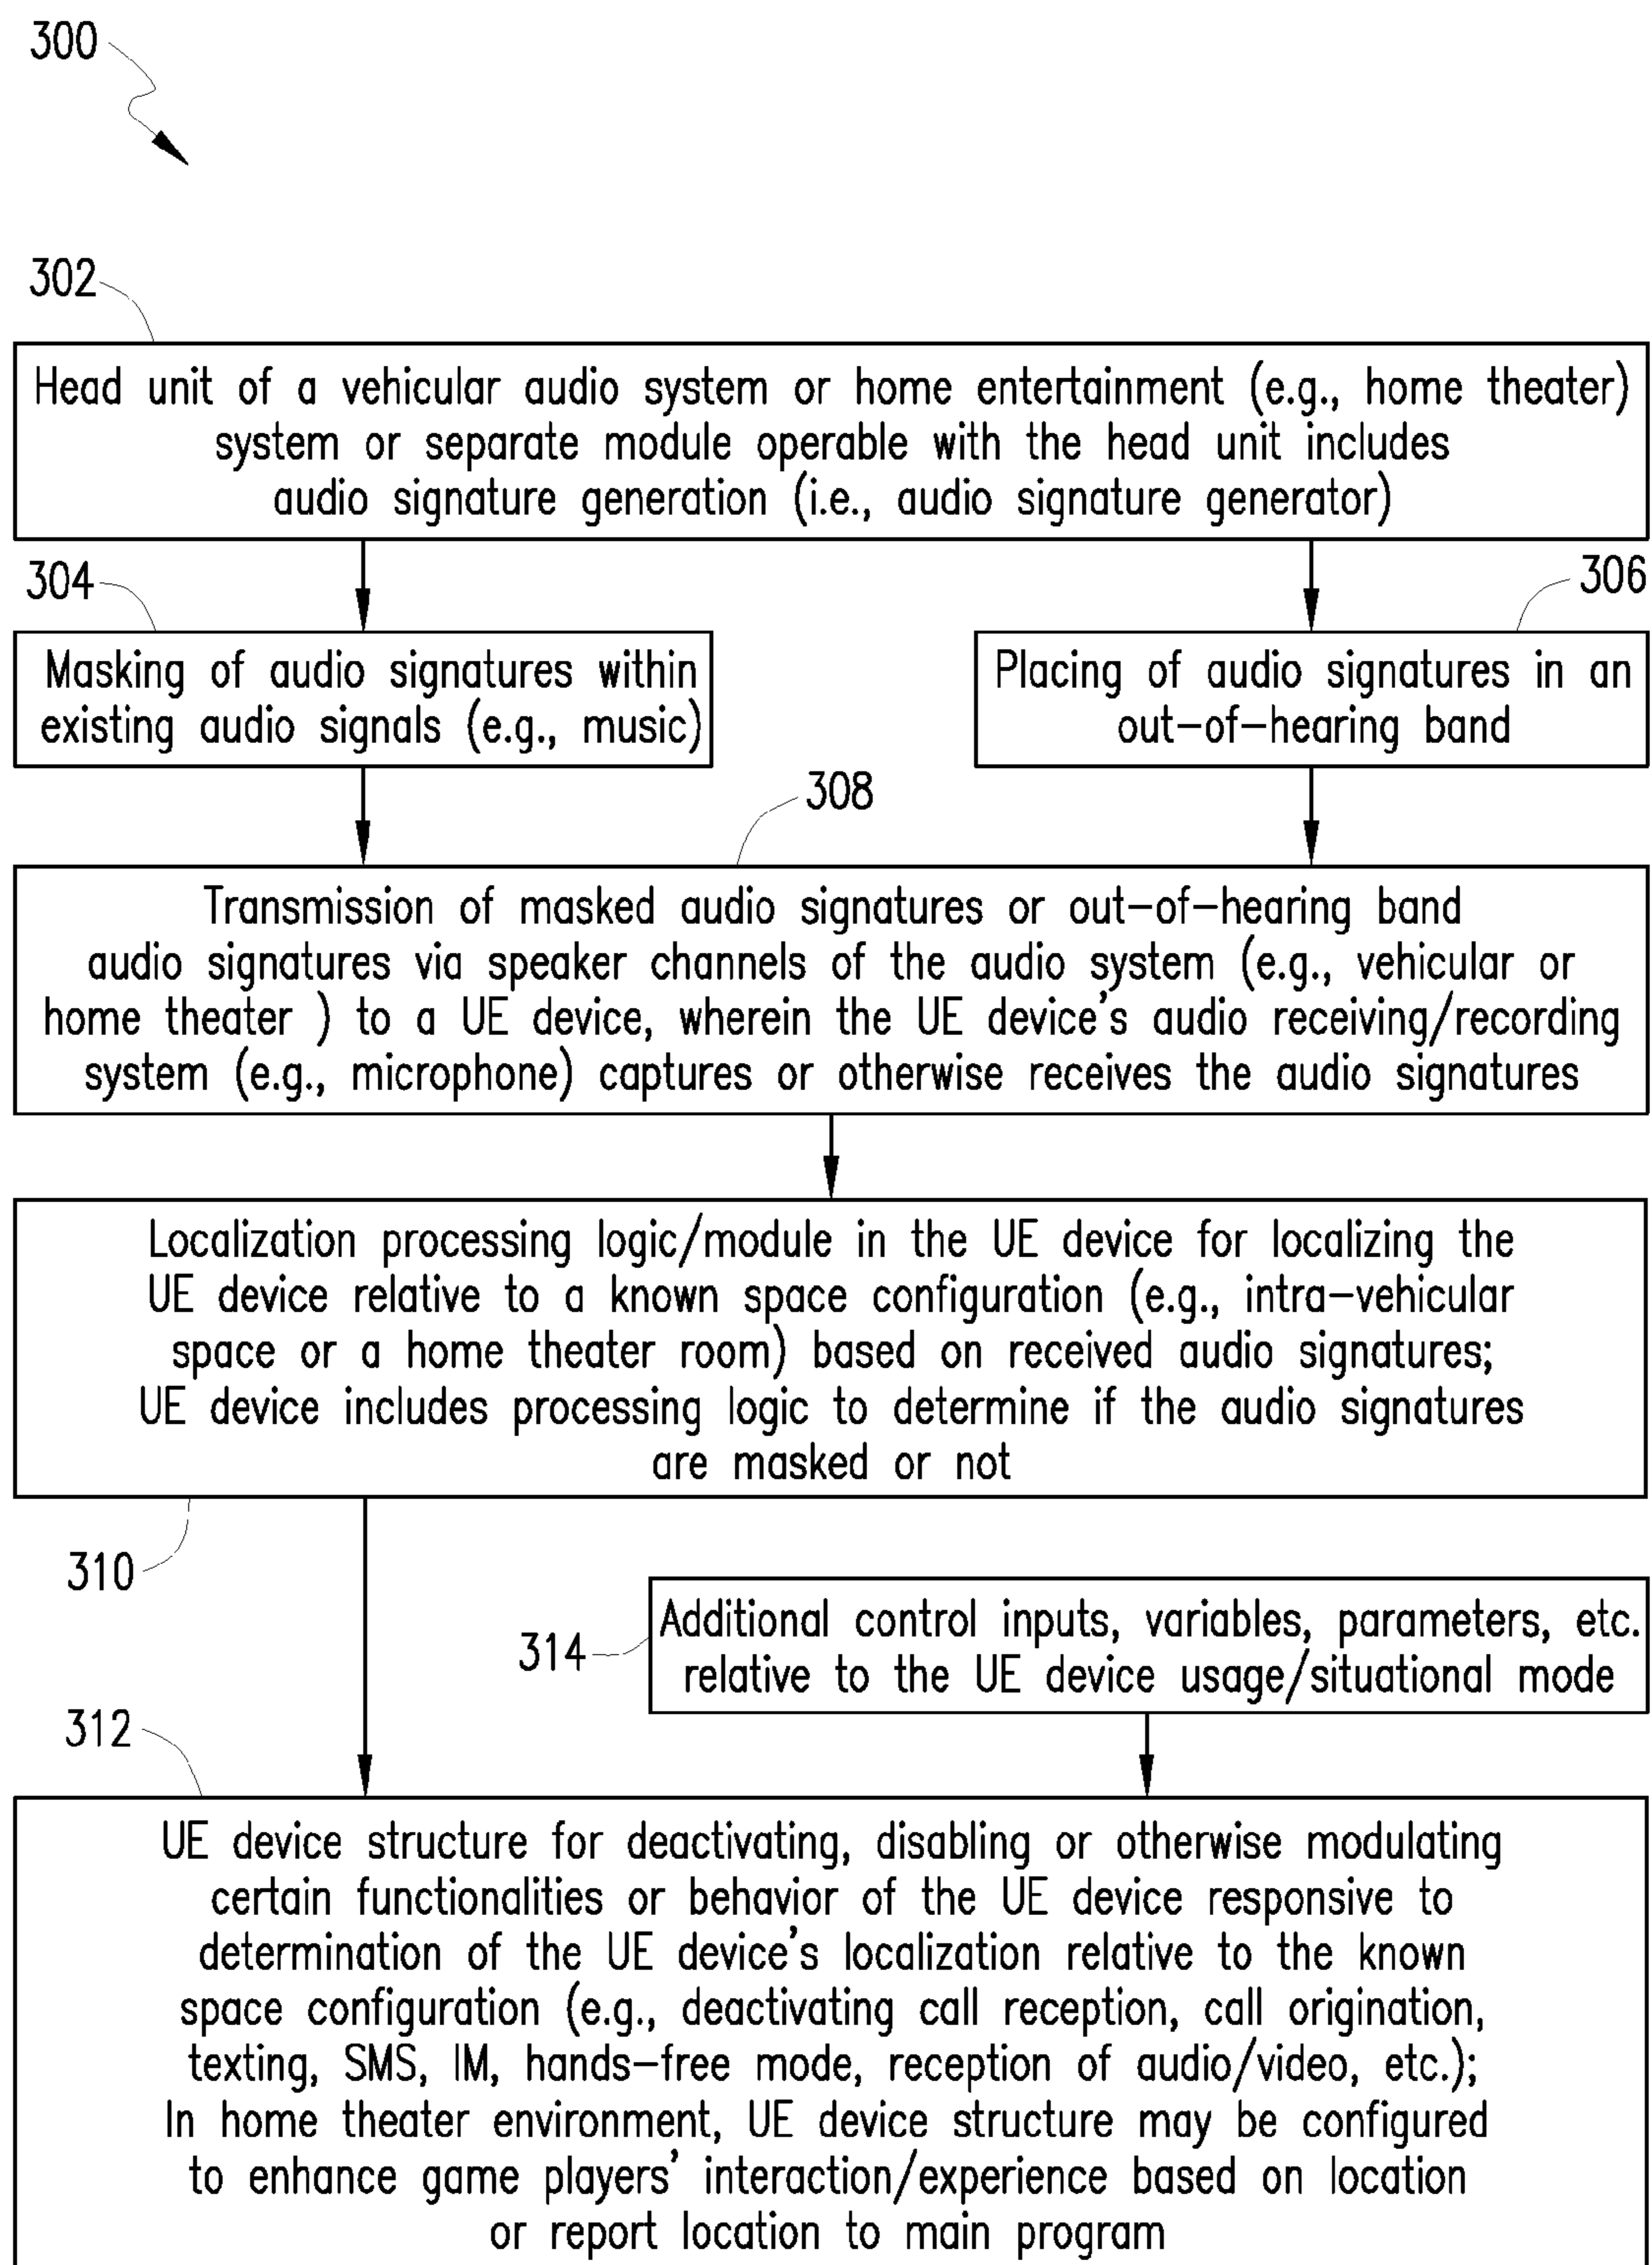 300
302
Head unit of a vehicular audio system or home entertainment (e.g., home theater)
system or separate module operable with the head unit includes
audio signature generation (i.e., audio signature generator)
304
306
Masking of audio signatures within
existing audio signals (e.g., music)
Placing of audio signatures in an
out-of-hearing band
308
Transmission of masked audio signatures or out-of-hearing band
audio signatures via speaker channels of the audio system (e.g., vehicular or
home theater ) to a UE device, wherein the UE device's audio receiving/recording
system (e.g., microphone) captures or otherwise receives the audio signatures
Localization processing logic/module in the UE device for localizing the
UE device relative to a known space configuration (e.g., intra-vehicular
space or a home theater room) based on received audio signatures;
UE device includes processing logic to determine if the audio signatures
are masked or not
310
314
Additional control inputs, variables, parameters, etc.
relative to the UE device usage/situational mode
312
UE device structure for deactivating, disabling or otherwise modulating
certain functionalities or behavior of the UE device responsive to
determination of the UE device's localization relative to the known
space configuration (e.g., deactivating call reception, call origination,
texting, SMS, IM, hands-free mode, reception of audio/video, etc.);
In home theater environment, UE device structure may be configured
to enhance game players' interaction/experience based on location
or report location to main program